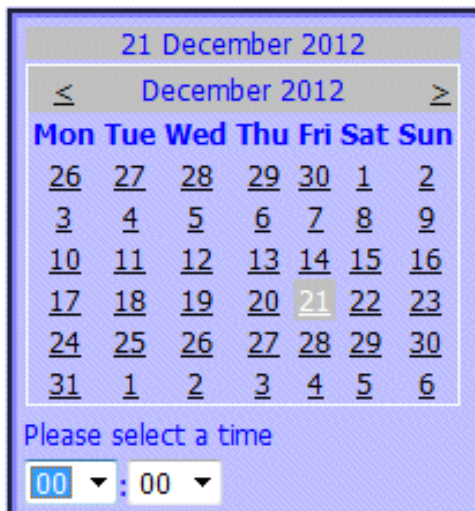 21 December 2012
< December 2012 >
Mon Tue Wed Thu Fri Sat Sun
26 27 28 29 30 1 2
3 4 5 6 7 8 9
10 11 12 13 14 15 16
17 18 19 20 21 22 23
24 25 26 27 28 29 30
31 1 2 3 4 5 6
Please select a time
00 : 00